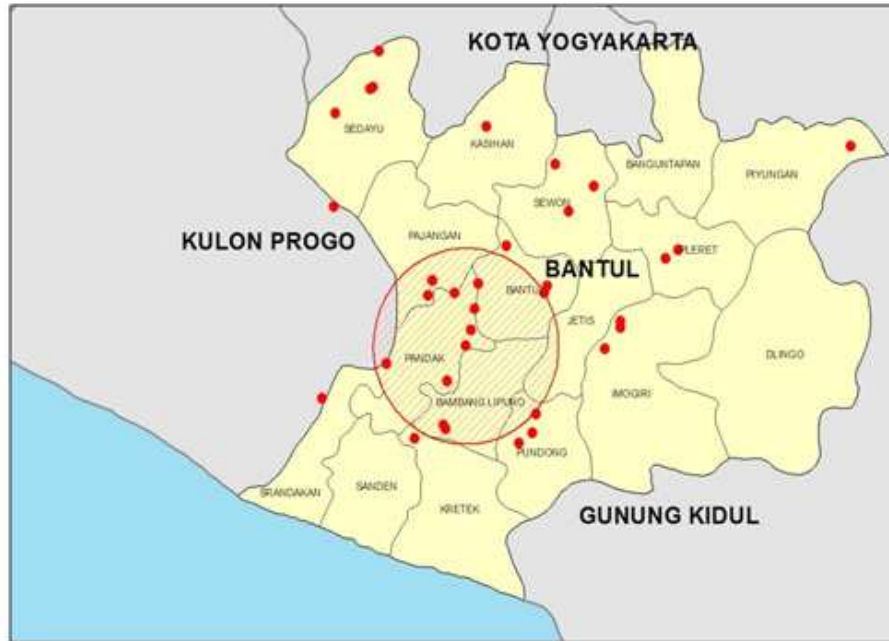 KOTA YOGYAKARTA
SEDAYU
KASIHAN
BANGUNTAPAN
PIYUNGAN
SEWON
KULON PROGO
PAJANGAN
PLERET
BANTUL
BANTUL
JETIS
PANDAK
DLINGO
IMOGIRI
BAMBANG LIPURO
PUNDONG
SANDEN
SRANDAKAN
KRETEK
GUNUNG KIDUL